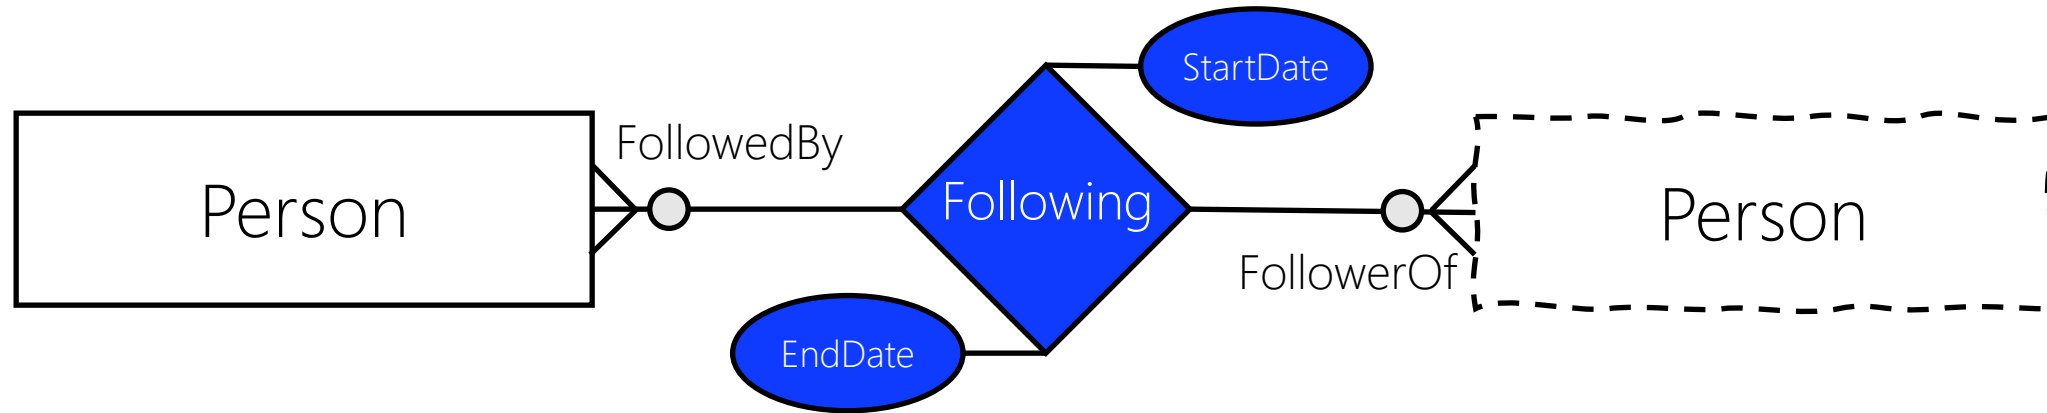 StartDate
FollowedBy
Person
Following
Person
FollowerOf
EndDate